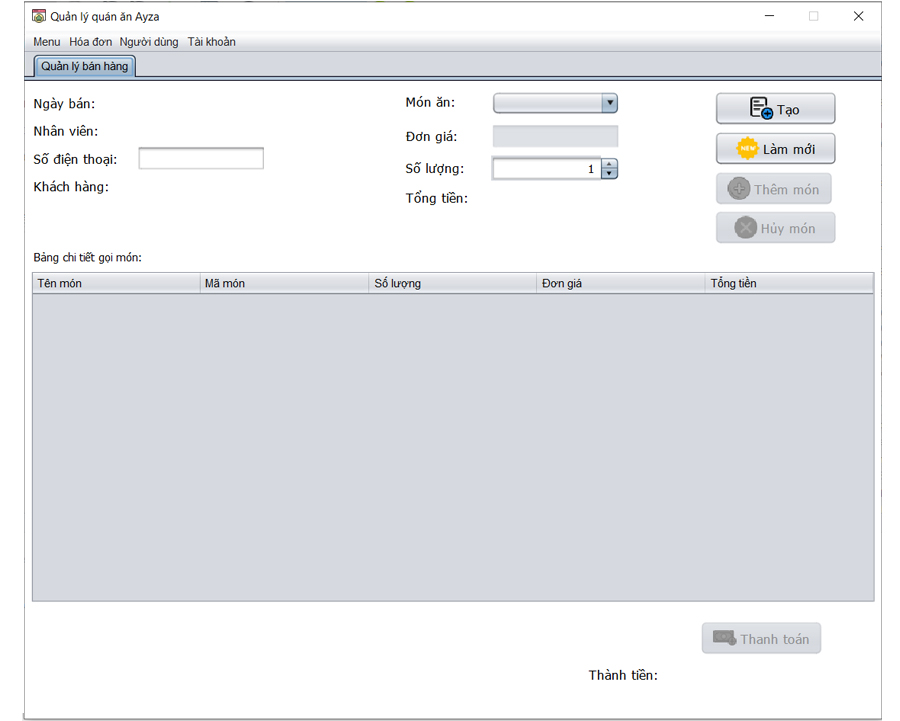 Quản lý quán ăn Ayza
Menu Hóa đơn Người dùng Tài khoản
Quản lý bán hàng
Ngày bán:
Nhân viên:
Số điện thoại:
Khách hàng:
Món ăn:
Đơn giá:
Số lượng: 1
Tổng tiền:
Tạo
NEW Làm mới
Thêm món
Hủy món
Bảng chi tiết gọi món:
Tên món Mã món Số lượng Đơn giá Tổng tiền
Thanh toán
Thành tiền: